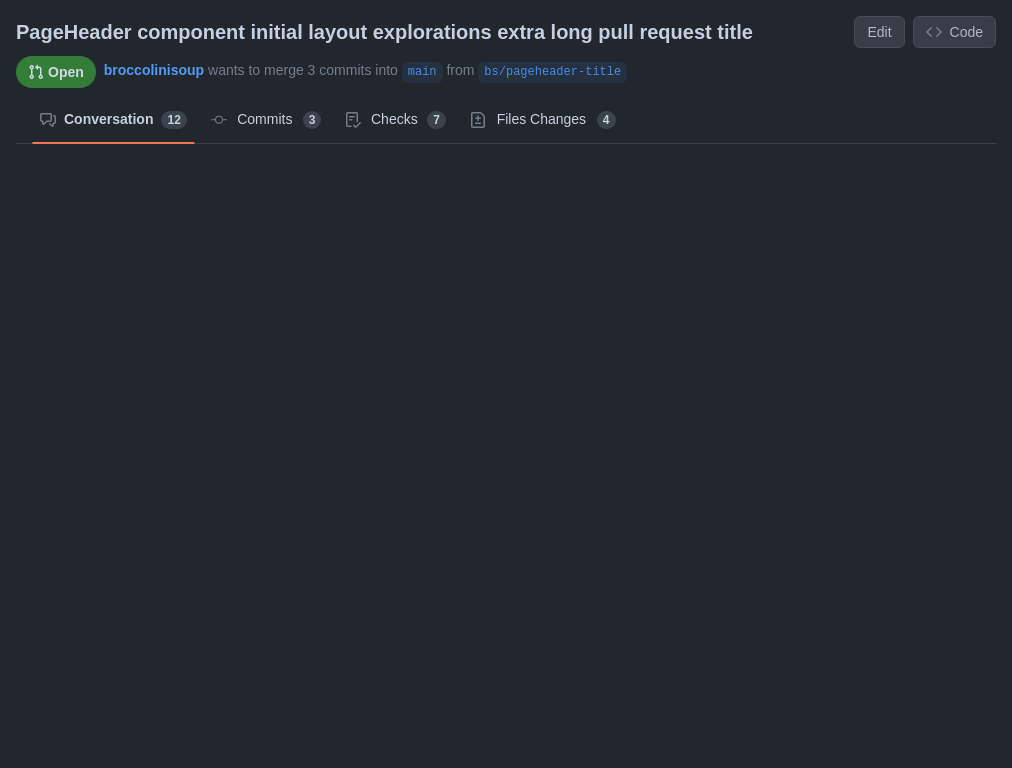 PageHeader component initial layout explorations extra long pull request title
Edit
Code
Open
broccolinisoup wants to merge 3 commits into main from bs/pageheader-title
Conversation 12
Commits 3
Checks 7
Files Changes 4